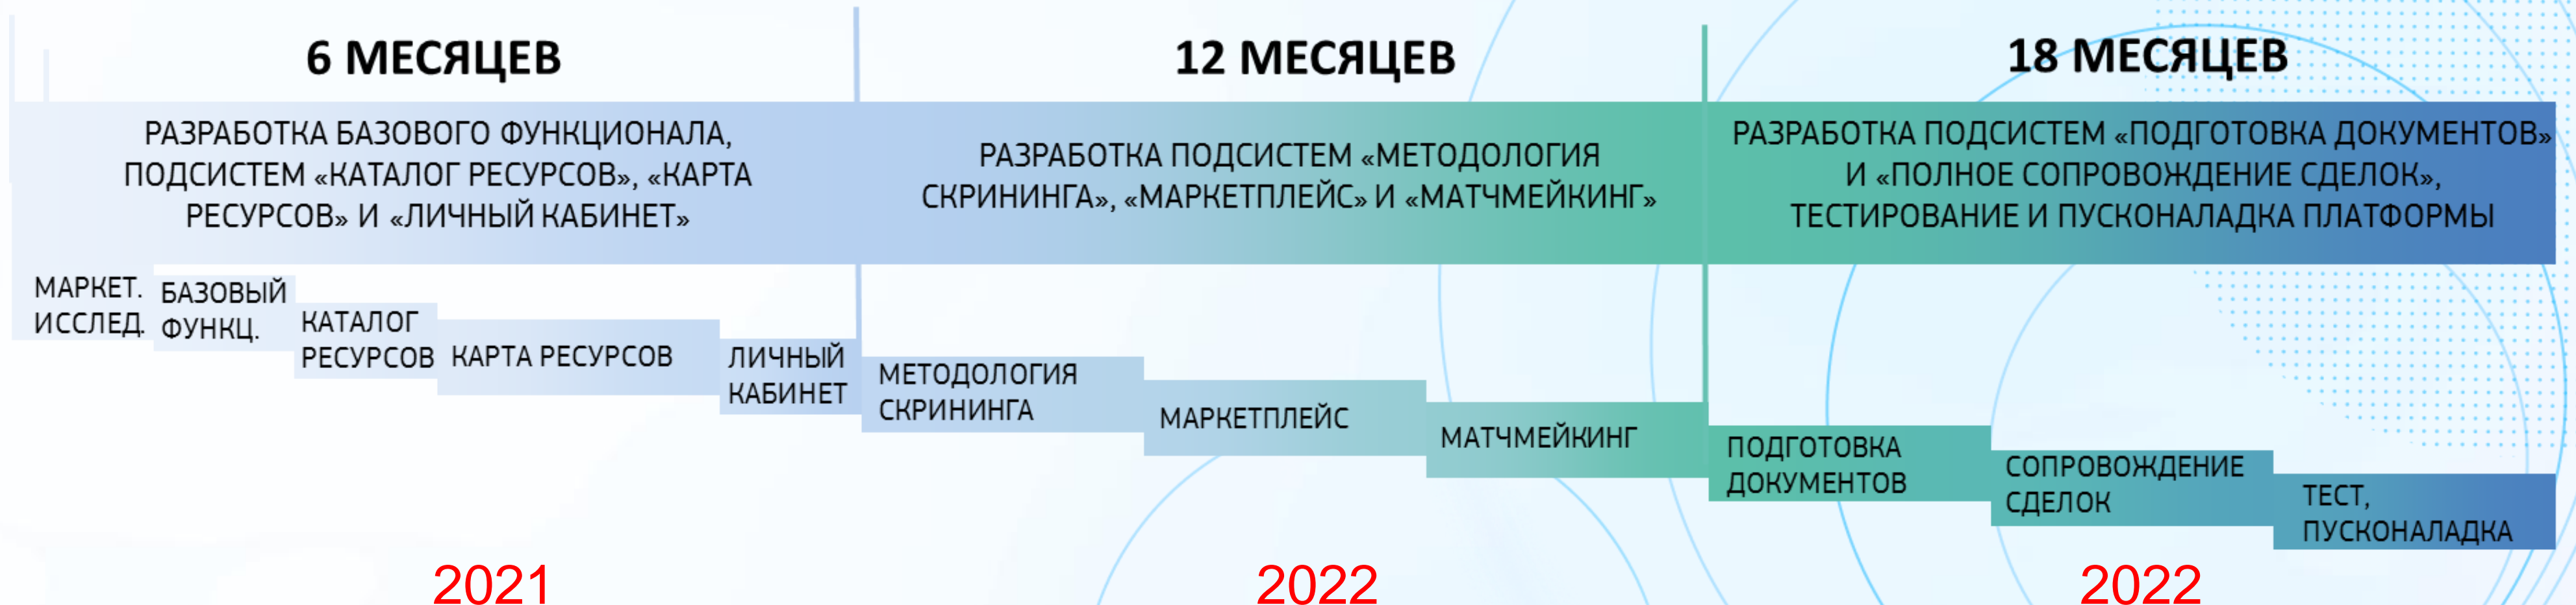 6 МЕСЯЦЕВ
12 МЕСЯЦЕВ
18 МЕСЯЦЕВ
РАЗРАБОТКА БАЗОВОГО ФУНКЦИОНАЛА,
ПОДСИСТЕМ «КАТАЛОГ РЕСУРСОВ», «КАРТА
РЕСУРСОВ» И «ЛИЧНЫЙ КАБИНЕТ»
РАЗРАБОТКА ПОДСИСТЕМ «МЕТОДОЛОГИЯ
СКРИНИНГА», «МАРКЕТПЛЕЙС» И «МАТЧМЕЙКИНГ»
РАЗРАБОТКА ПОДСИСТЕМ «ПОДГОТОВКА ДОКУМЕНТОВ»
И «ПОЛНОЕ СОПРОВОЖДЕНИЕ СДЕЛОК»,
ТЕСТИРОВАНИЕ И ПУСКОНАЛАДКА ПЛАТФОРМЫ
МАРКЕТ.
ИССЛЕД.
БАЗОВЫЙ
ФУНКЦ.
КАТАЛОГ
РЕСУРСОВ
КАРТА РЕСУРСОВ
ЛИЧНЫЙ
КАБИНЕТ
МЕТОДОЛОГИЯ
СКРИНИНГА
МАРКЕТПЛЕЙС
МАТЧМЕЙКИНГ
ПОДГОТОВКА
ДОКУМЕНТОВ
СОПРОВОЖДЕНИЕ
СДЕЛОК
ТЕСТ,
ПУСКОНАЛАДКА
2021
2022
2022